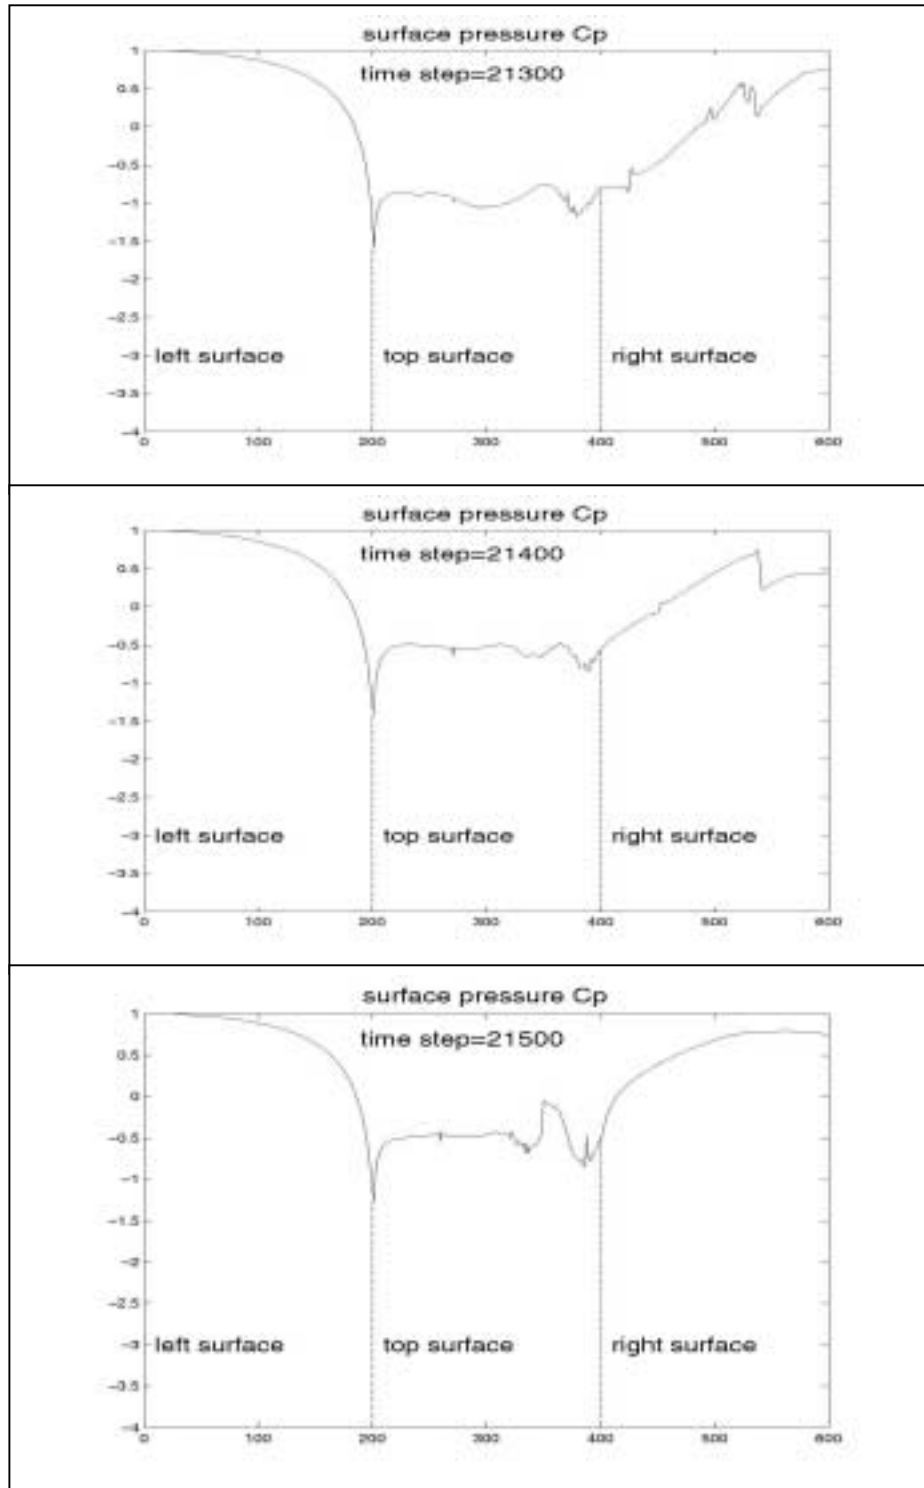 surface pressure Cp
time step=21300
1
0.5
0
−0.5
−1
−1.5
−2
−2.5
−3
−3.5
−4
left surface top surface right surface
0 100 200 300 400 500 600
surface pressure Cp
time step=21400
1
0.5
0
−0.5
−1
−1.5
−2
−2.5
−3
−3.5
−4
left surface top surface right surface
0 100 200 300 400 500 600
surface pressure Cp
time step=21500
1
0.5
0
−0.5
−1
−1.5
−2
−2.5
−3
−3.5
−4
left surface top surface right surface
0 100 200 300 400 500 600